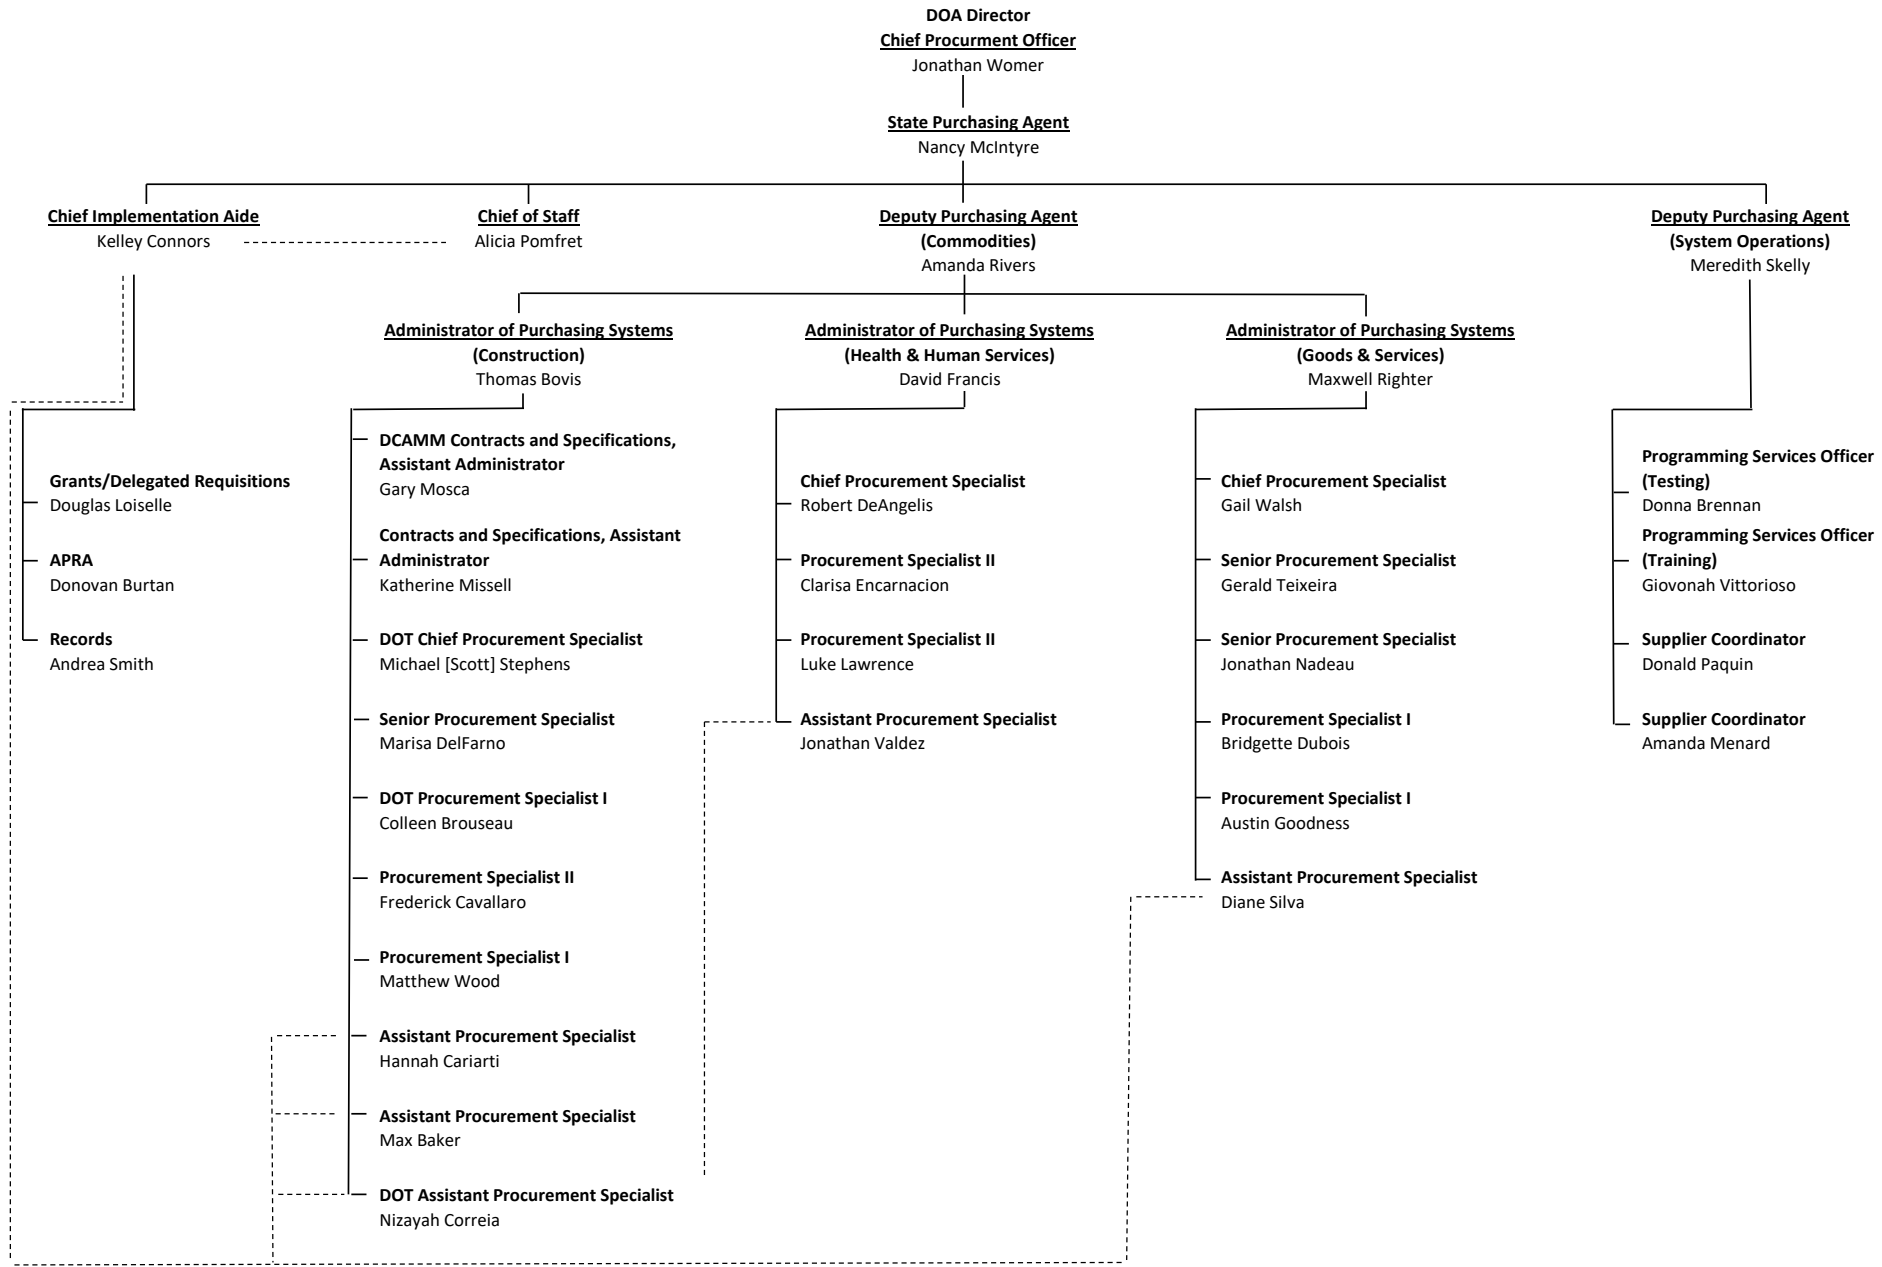 DOA Director
Chief Procurment Officer
Jonathan Womer
State Purchasing Agent
Nancy McIntyre
Chief Implementation Aide
Kelley Connors
Chief of Staff
Alicia Pomfret
Deputy Purchasing Agent
(Commodities)
Amanda Rivers
Deputy Purchasing Agent
(System Operations)
Meredith Skelly
Administrator of Purchasing Systems
(Construction)
Thomas Bovis
Administrator of Purchasing Systems
(Health & Human Services)
David Francis
Administrator of Purchasing Systems
(Goods & Services)
Maxwell Righter
Grants/Delegated Requisitions
Douglas Loiselle
APRA
Donovan Burtan
Records
Andrea Smith
DCAMM Contracts and Specifications,
Assistant Administrator
Gary Mosca
Contracts and Specifications, Assistant
Administrator
Katherine Missell
DOT Chief Procurement Specialist
Michael [Scott] Stephens
Senior Procurement Specialist
Marisa DelFarno
DOT Procurement Specialist I
Colleen Brouseau
Procurement Specialist II
Frederick Cavallaro
Procurement Specialist I
Matthew Wood
Assistant Procurement Specialist
Hannah Cariarti
Assistant Procurement Specialist
Max Baker
DOT Assistant Procurement Specialist
Nizayah Correia
Chief Procurement Specialist
Robert DeAngelis
Procurement Specialist II
Clarisa Encarnacion
Procurement Specialist II
Luke Lawrence
Assistant Procurement Specialist
Jonathan Valdez
Chief Procurement Specialist
Gail Walsh
Senior Procurement Specialist
Gerald Teixeira
Senior Procurement Specialist
Jonathan Nadeau
Procurement Specialist I
Bridgette Dubois
Procurement Specialist I
Austin Goodness
Assistant Procurement Specialist
Diane Silva
Programming Services Officer
(Testing)
Donna Brennan
Programming Services Officer
(Training)
Giovonah Vittorioso
Supplier Coordinator
Donald Paquin
Supplier Coordinator
Amanda Menard